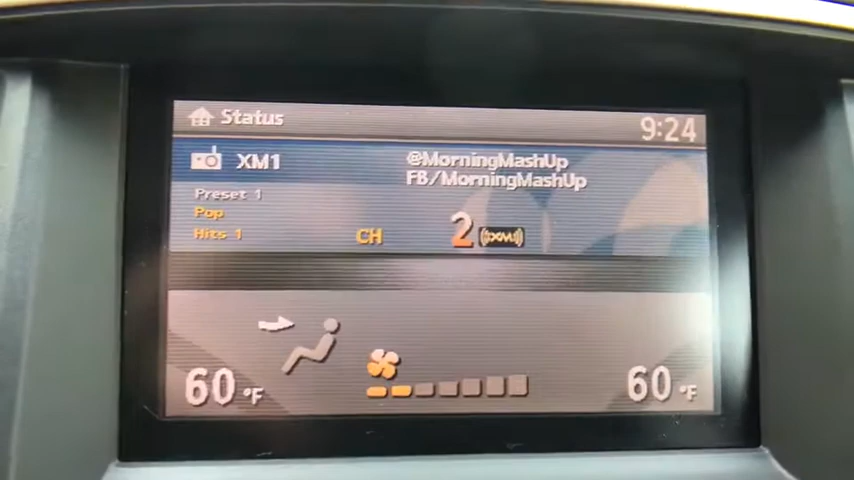 Status
9:24
XM1
@MorningMashUp
FB/MorningMashUp
Preset 1
Pop
Hits 1
CH
2
((XM))
60°F
60°F